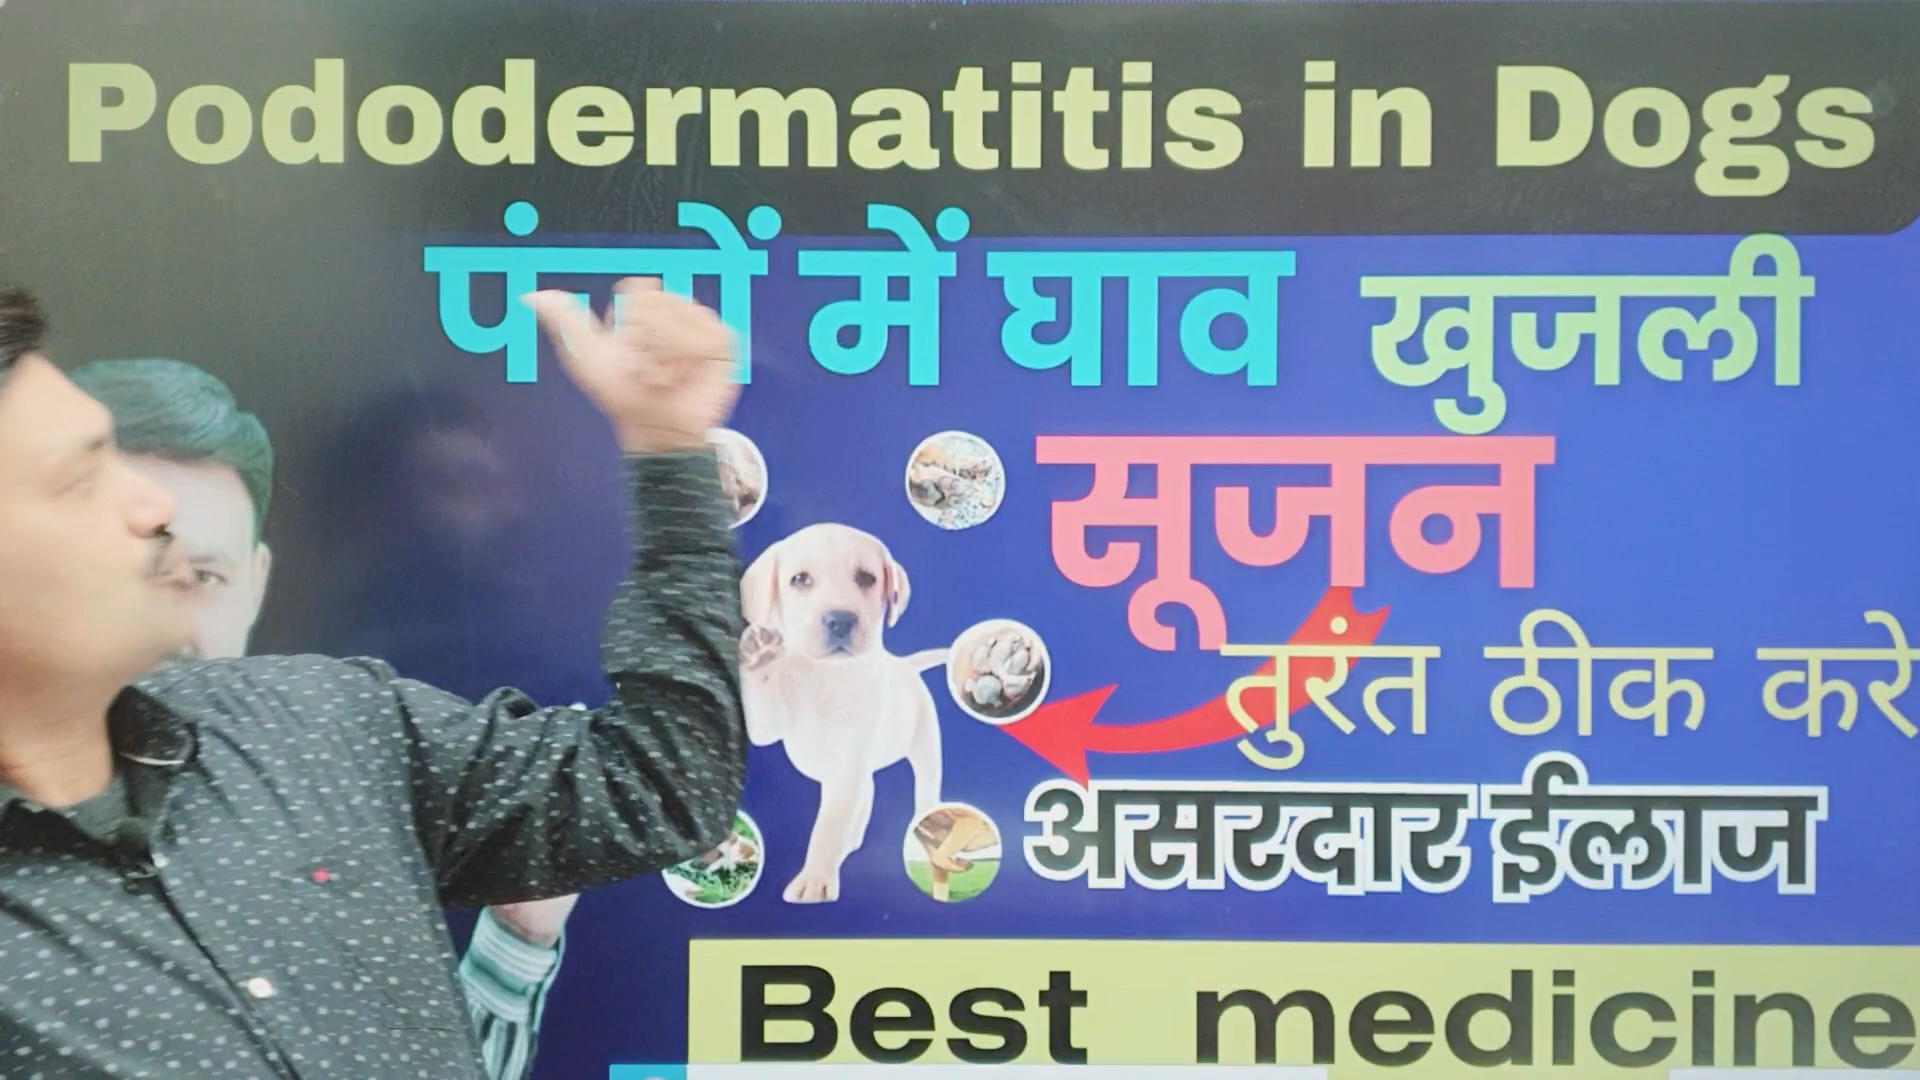 Pododermatitis in Dogs
में घाव खुजली
सूजन
तुरंत ठीक करे
असरदार ईलाज
Best medicine